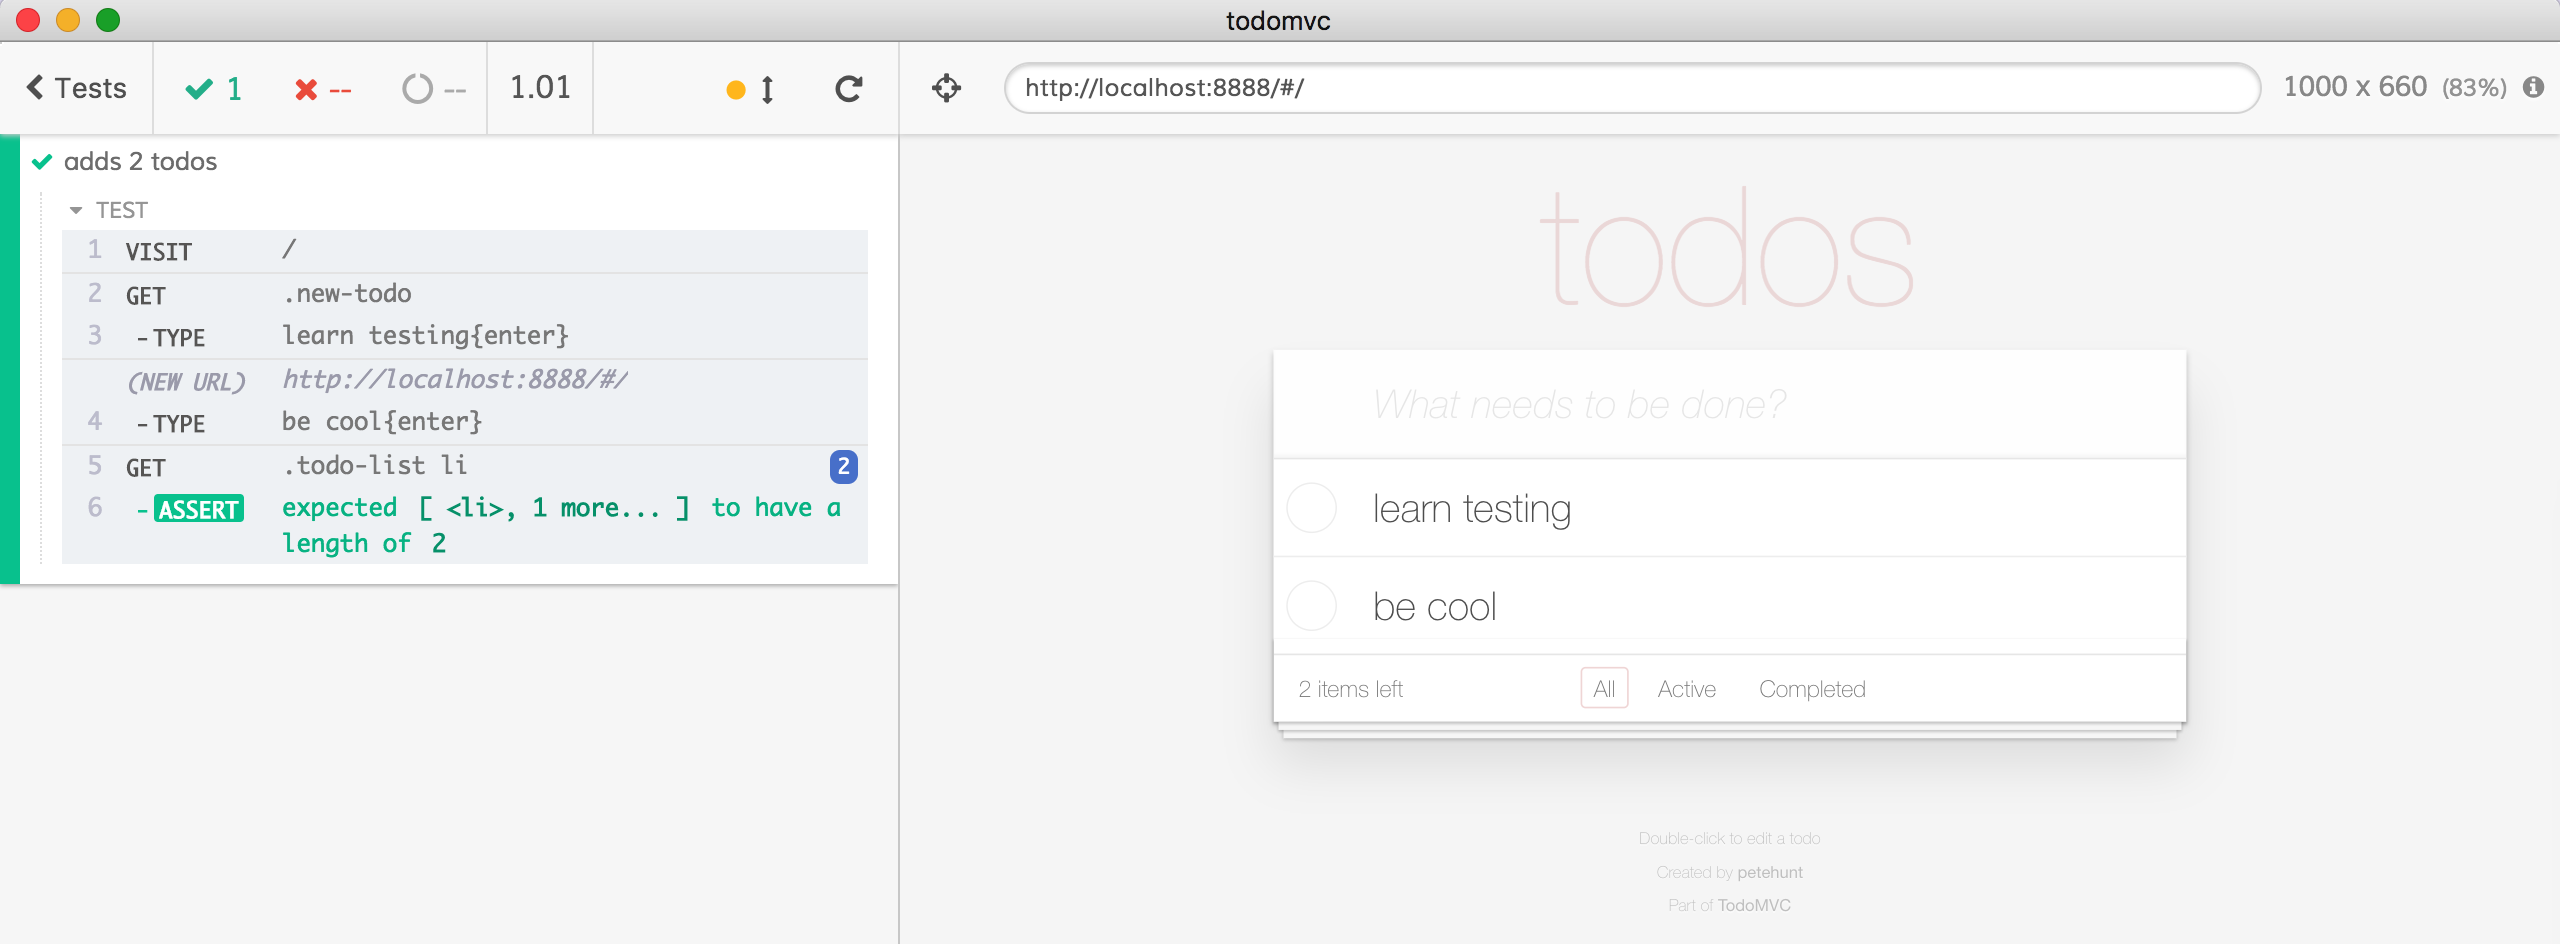 todomvc
Tests
1
--
--
1.01
http://localhost:8888/#/
1000 x 660 (83%)
adds 2 todos
TEST
1 VISIT /
2 GET .new-todo
3 -TYPE learn testing{enter}
(NEW URL) http://localhost:8888/#/
4 -TYPE be cool{enter}
5 GET .todo-list li 2
6 -ASSERT expected [ <li>, 1 more... ] to have a
length of 2
todos
What needs to be done?
learn testing
be cool
2 items left All Active Completed
Double-click to edit a todo
Created by petehunt
Part of TodoMVC